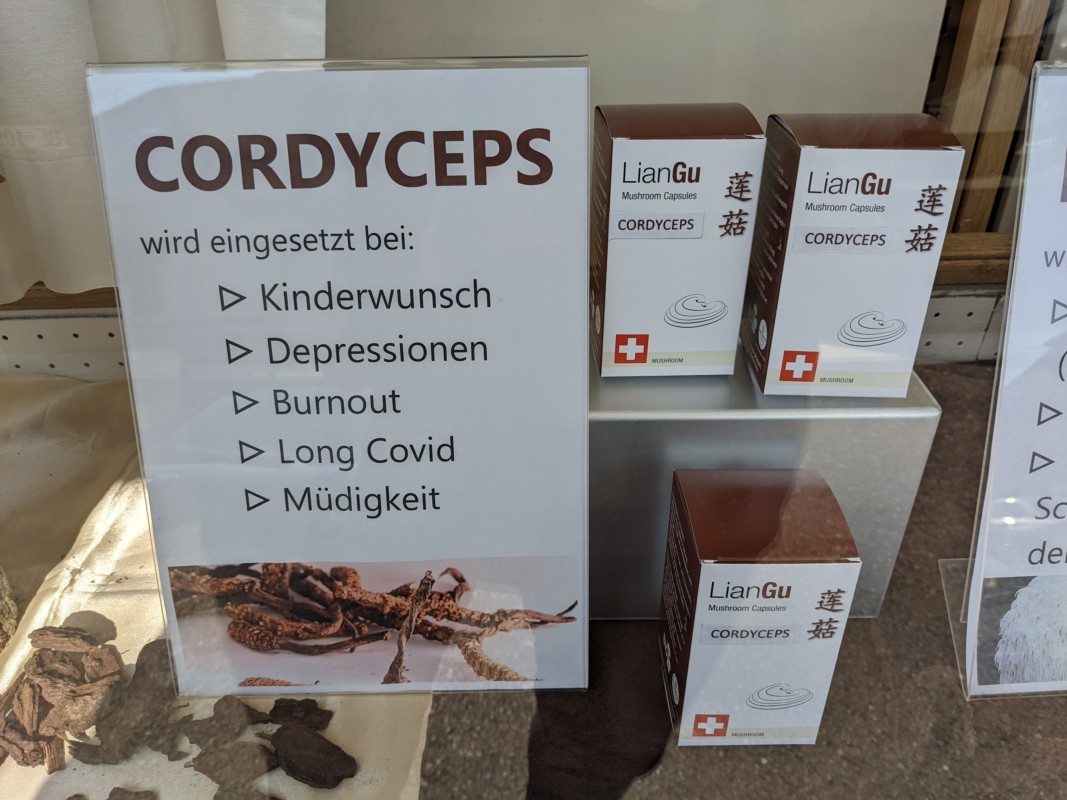 CORDYCEPS
wird eingesetzt bei:
▷ Kinderwunsch
▷ Depressionen
▷ Burnout
▷ Long Covid
▷ Müdigkeit
LianGu
Mushroom Capsules
莲菇
CORDYCEPS
MUSHROOM
LianGu
Mushroom Capsules
莲菇
CORDYCEPS
MUSHROOM
LianGu
Mushroom Capsules
莲菇
CORDYCEPS
MUSHROOM